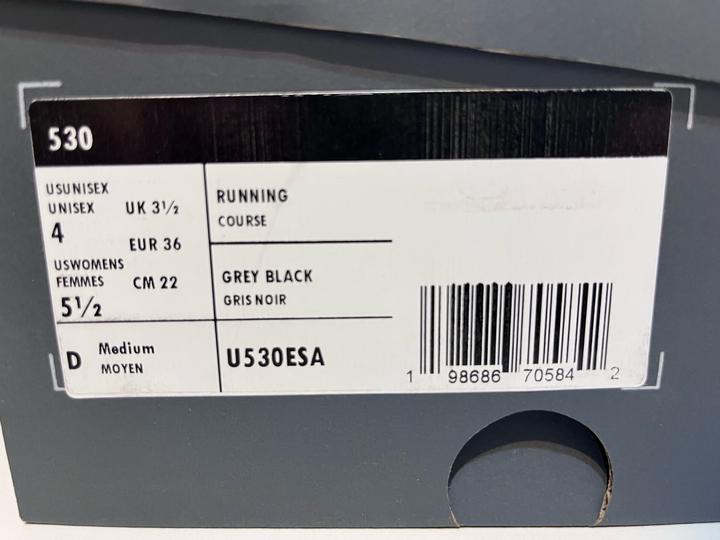 530
USUNISEX
UNISEX UK 3½
4
EUR 36
USWOMENS
FEMMES CM 22
5½
D Medium
MOYEN
RUNNING
COURSE
GREY BLACK
GRIS NOIR
U530ESA
1 98686 70584 2